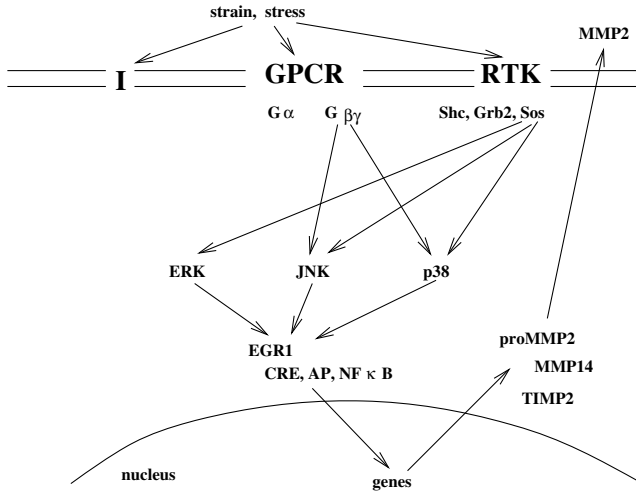 strain, stress
MMP2
I
GPCR
RTK
G α
G βγ
Shc, Grb2, Sos
ERK
JNK
p38
EGR1
CRE, AP, NF κ B
proMMP2
MMP14
TIMP2
nucleus
genes